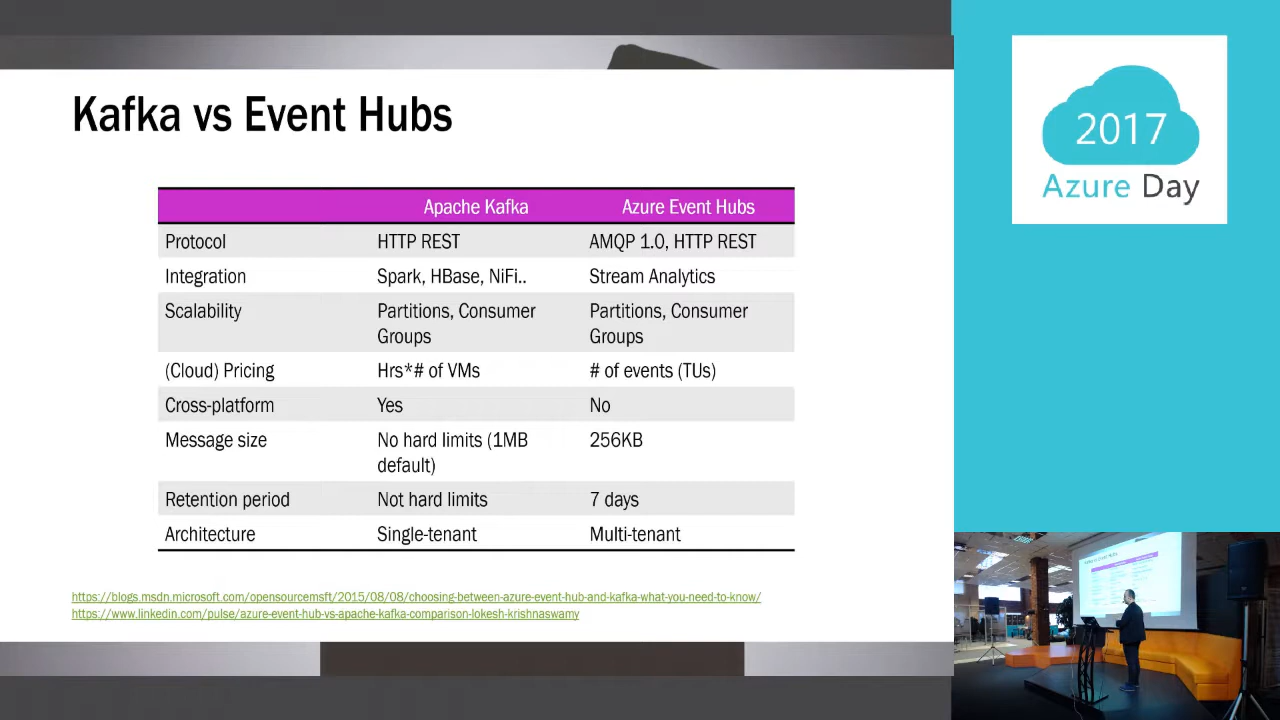 Kafka vs Event Hubs
Apache Kafka Azure Event Hubs
Protocol HTTP REST AMQP 1.0, HTTP REST
Integration Spark, HBase, NiFi.. Stream Analytics
Scalability Partitions, Consumer Groups Partitions, Consumer Groups
(Cloud) Pricing Hrs*# of VMs # of events (TUs)
Cross-platform Yes No
Message size No hard limits (1MB default) 256KB
Retention period Not hard limits 7 days
Architecture Single-tenant Multi-tenant
https://blogs.msdn.microsoft.com/opensourcemsft/2015/08/08/choosing-between-azure-event-hub-and-kafka-what-you-need-to-know/
https://www.linkedin.com/pulse/azure-event-hub-vs-apache-kafka-comparison-lokesh-krishnaswamy
2017
Azure Day